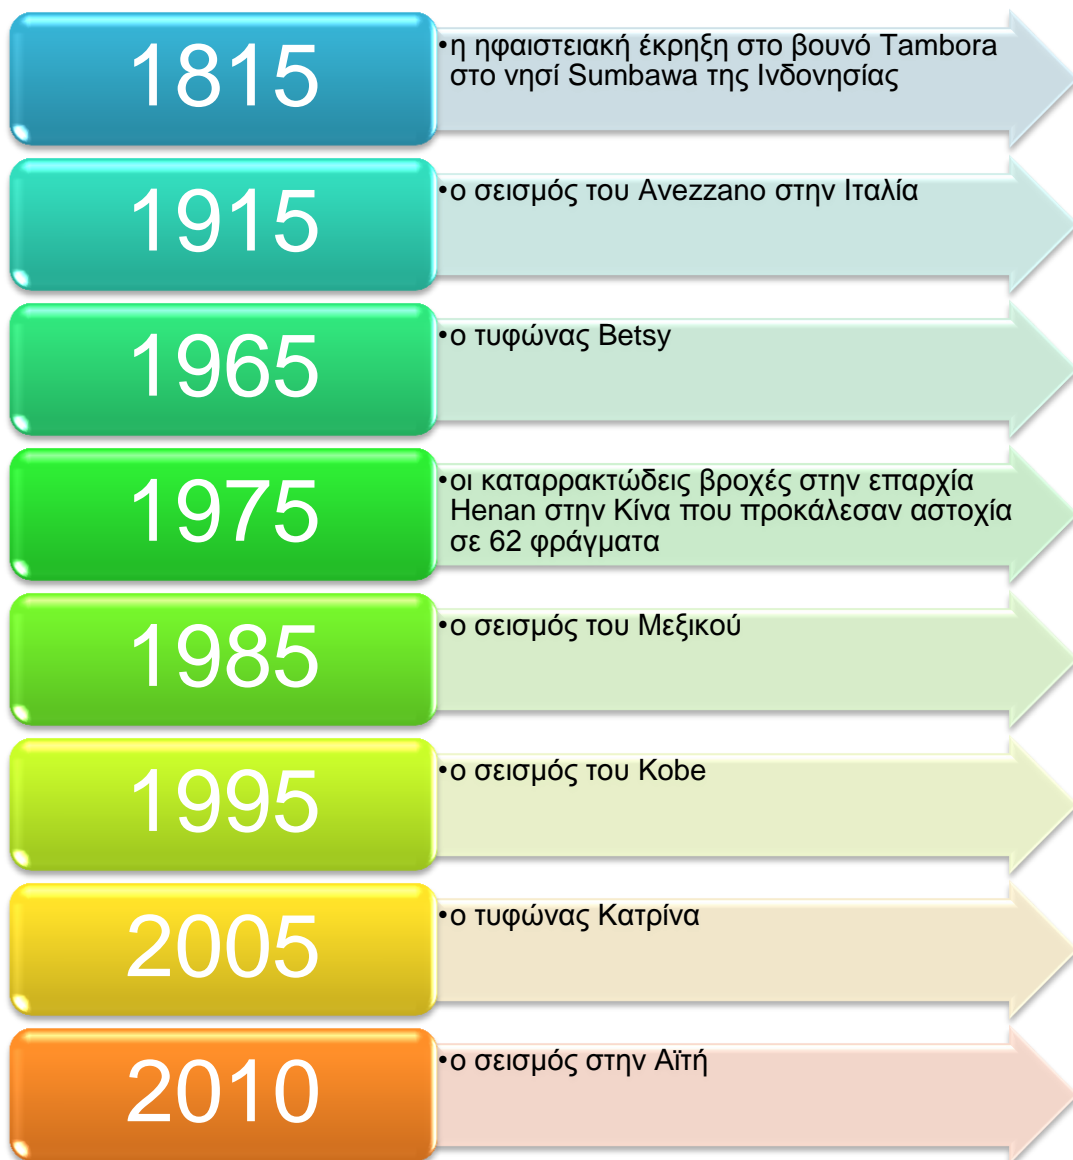 1815
•η ηφαιστειακή έκρηξη στο βουνό Tambora
στο νησί Sumbawa της Ινδονησίας
1915
•ο σεισμός του Avezzano στην Ιταλία
1965
•ο τυφώνας Betsy
1975
•οι καταρρακτώδεις βροχές στην επαρχία
Henan στην Κίνα που προκάλεσαν αστοχία
σε 62 φράγματα
1985
•ο σεισμός του Μεξικού
1995
•ο σεισμός του Kobe
2005
•ο τυφώνας Κατρίνα
2010
•ο σεισμός στην Αϊτή